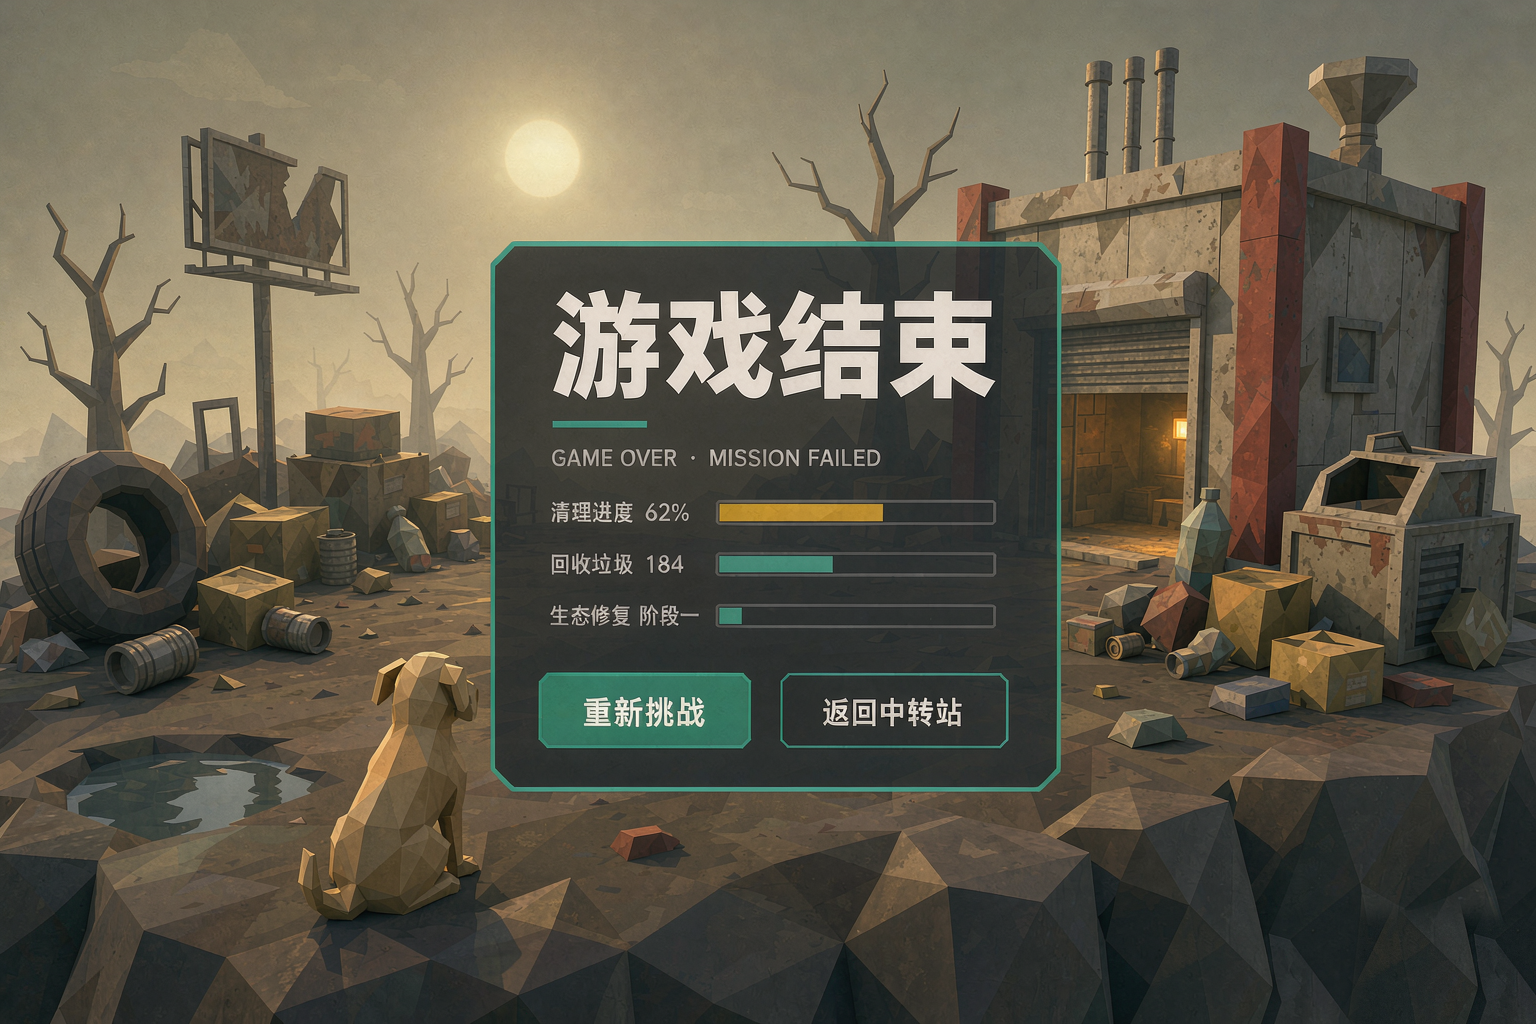 游戏结束
GAME OVER · MISSION FAILED
清理进度 62%
回收垃圾 184
生态修复 阶段一
重新挑战
返回中转站